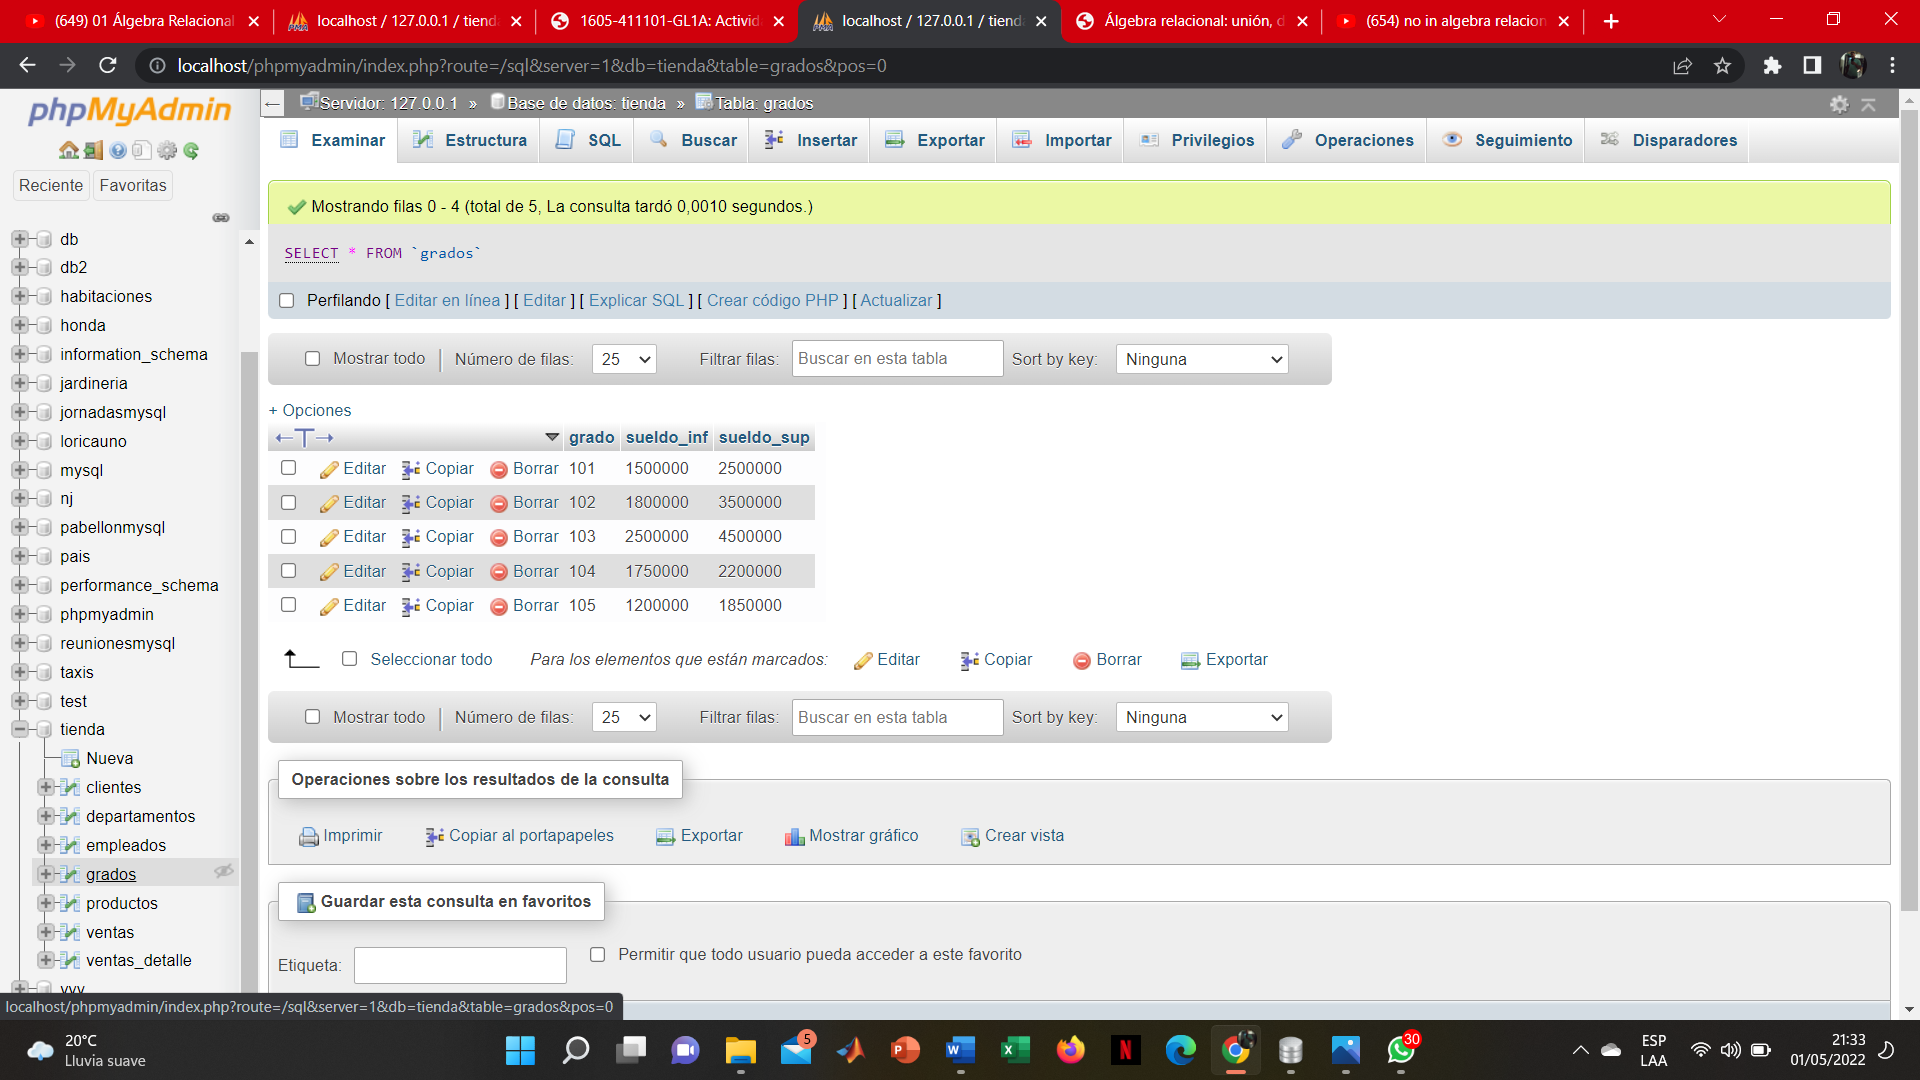 (649) 01 Álgebra Relacional
localhost / 127.0.0.1 / tienda
1605-411101-GL1A: Activid
localhost / 127.0.0.1 / tiend
Álgebra relacional: unión, d
(654) no in algebra relacion
localhost/phpmyadmin/index.php?route=/sql&server=1&db=tienda&table=grados&pos=0
phpMyAdmin
Reciente
Favoritas
db
db2
habitaciones
honda
information_schema
jardineria
jornadasmysql
loricauno
mysql
nj
pabellonmysql
pais
performance_schema
phpmyadmin
reunionesmysql
taxis
test
tienda
Nueva
clientes
departamentos
empleados
grados
productos
ventas
ventas_detalle
vvv
localhost/phpmyadmin/index.php?route=/sql&server=1&db=tienda&table=grados&pos=0
Servidor: 127.0.0.1 » Base de datos: tienda » Tabla: grados
Examinar Estructura SQL Buscar Insertar Exportar Importar Privilegios Operaciones Seguimiento Disparadores
Mostrando filas 0 - 4 (total de 5, La consulta tardó 0,0010 segundos.)
SELECT * FROM `grados`
Perfilando [ Editar en línea ] [ Editar ] [ Explicar SQL ] [ Crear código PHP ] [ Actualizar ]
Mostrar todo | Número de filas: 25 Filtrar filas: Buscar en esta tabla Sort by key: Ninguna
+ Opciones
←T→ grado sueldo_inf sueldo_sup
Editar Copiar Borrar 101 1500000 2500000
Editar Copiar Borrar 102 1800000 3500000
Editar Copiar Borrar 103 2500000 4500000
Editar Copiar Borrar 104 1750000 2200000
Editar Copiar Borrar 105 1200000 1850000
Seleccionar todo Para los elementos que están marcados: Editar Copiar Borrar Exportar
Mostrar todo | Número de filas: 25 Filtrar filas: Buscar en esta tabla Sort by key: Ninguna
Operaciones sobre los resultados de la consulta
Imprimir Copiar al portapapeles Exportar Mostrar gráfico Crear vista
Guardar esta consulta en favoritos
Etiqueta: Permitir que todo usuario pueda acceder a este favorito
20°C
Lluvia suave
5
30
ESP
LAA
21:33
01/05/2022